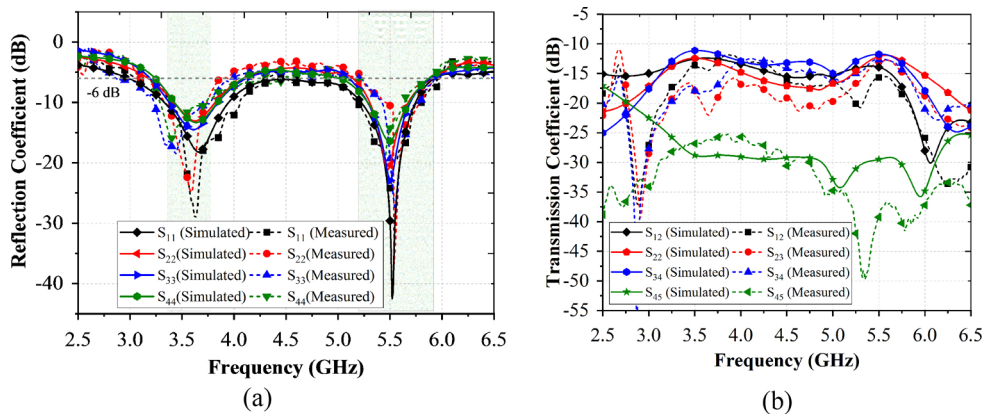 (a)
Reflection Coefficient (dB)
0
-10
-20
-30
-40
-6 dB
S11 (Simulated) S11 (Measured)
S22(Simulated) S22(Measured)
S33(Simulated) S33(Measured)
S44(Simulated) S44(Measured)
2.5 3.0 3.5 4.0 4.5 5.0 5.5 6.0 6.5
Frequency (GHz)
(a)
Transmission Coefficient (dB)
-5
-10
-15
-20
-25
-30
-35
-40
-45
-50
-55
S12 (Simulated) S12 (Measured)
S22 (Simulated) S23 (Measured)
S34 (Simulated) S34 (Measured)
S45 (Simulated) S45 (Measured)
2.5 3.0 3.5 4.0 4.5 5.0 5.5 6.0 6.5
Frequency (GHz)
(b)